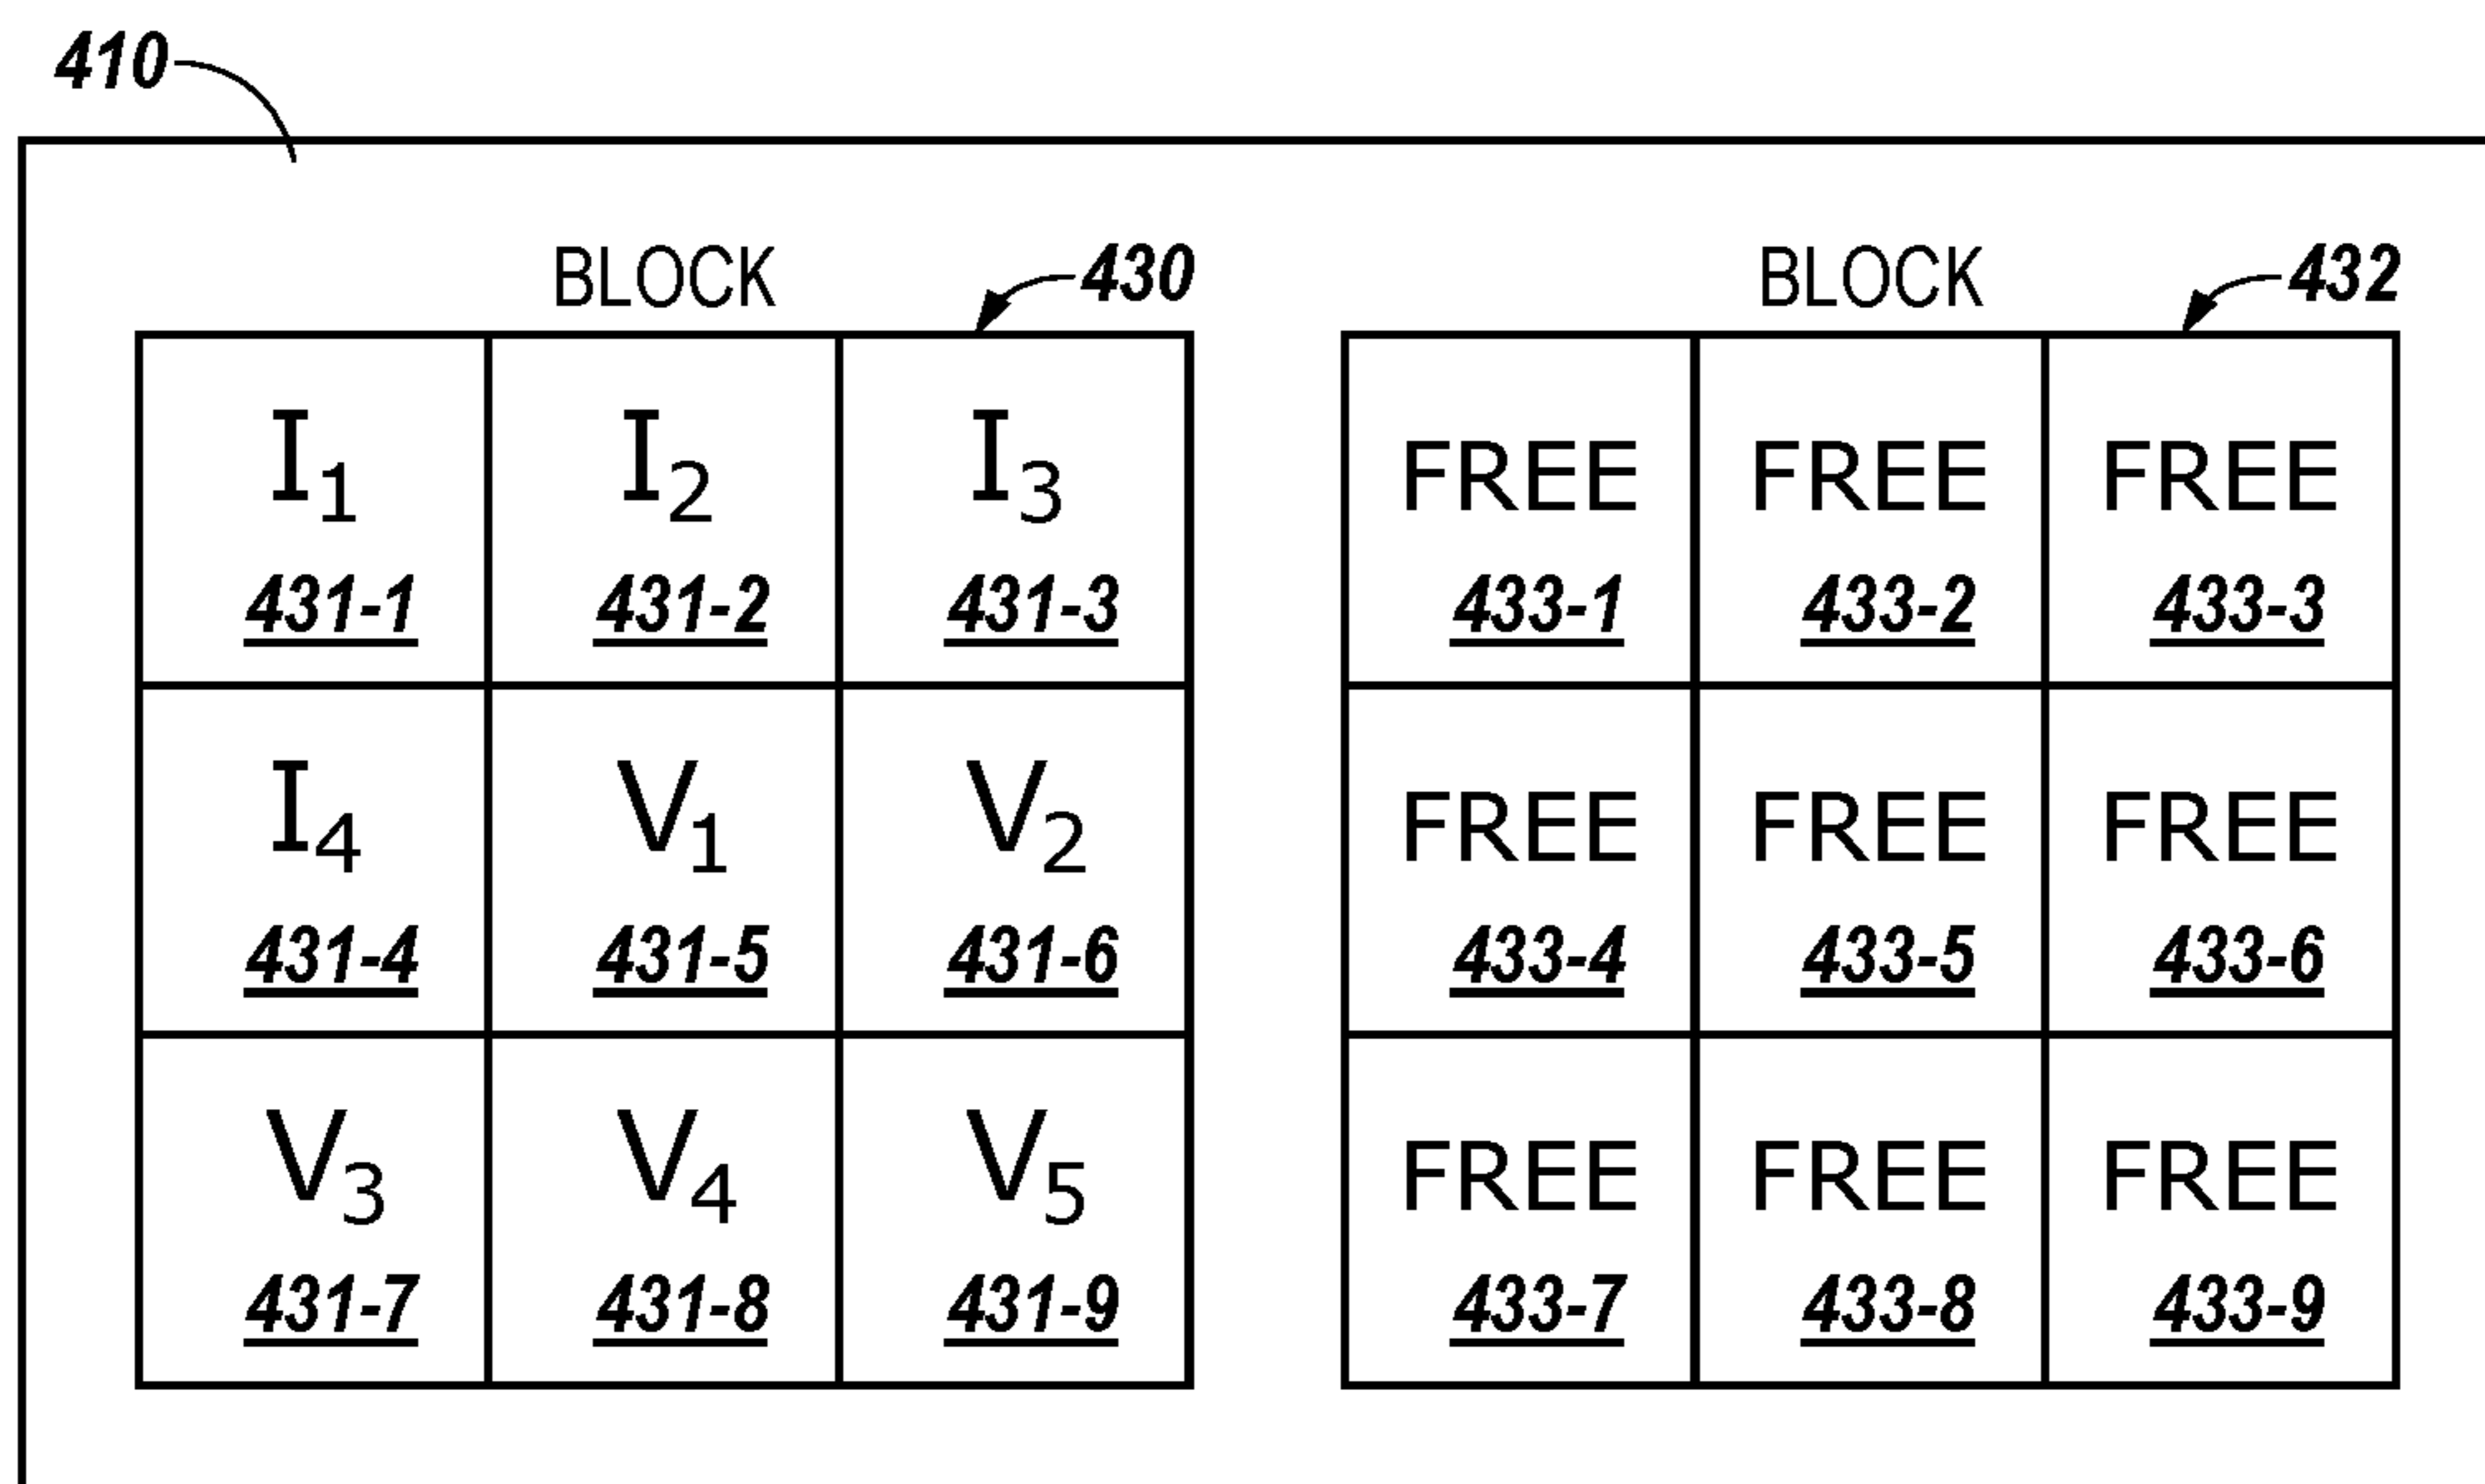 410
BLOCK 430 BLOCK 432
I₁ I₂ I₃ FREE FREE FREE
431-1 431-2 431-3 433-1 433-2 433-3
I₄ V₁ V₂ FREE FREE FREE
431-4 431-5 431-6 433-4 433-5 433-6
V₃ V₄ V₅ FREE FREE FREE
431-7 431-8 431-9 433-7 433-8 433-9